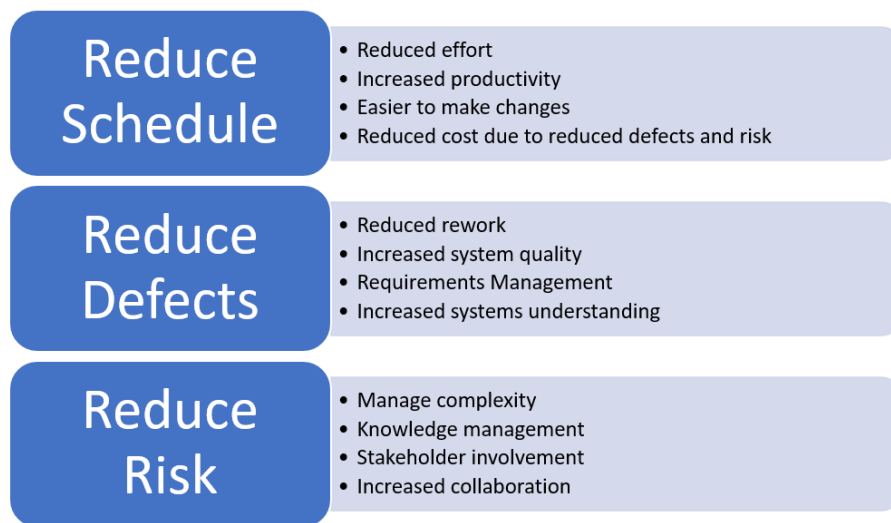 Reduce
Schedule
• Reduced effort
• Increased productivity
• Easier to make changes
• Reduced cost due to reduced defects and risk
Reduce
Defects
• Reduced rework
• Increased system quality
• Requirements Management
• Increased systems understanding
Reduce
Risk
• Manage complexity
• Knowledge management
• Stakeholder involvement
• Increased collaboration